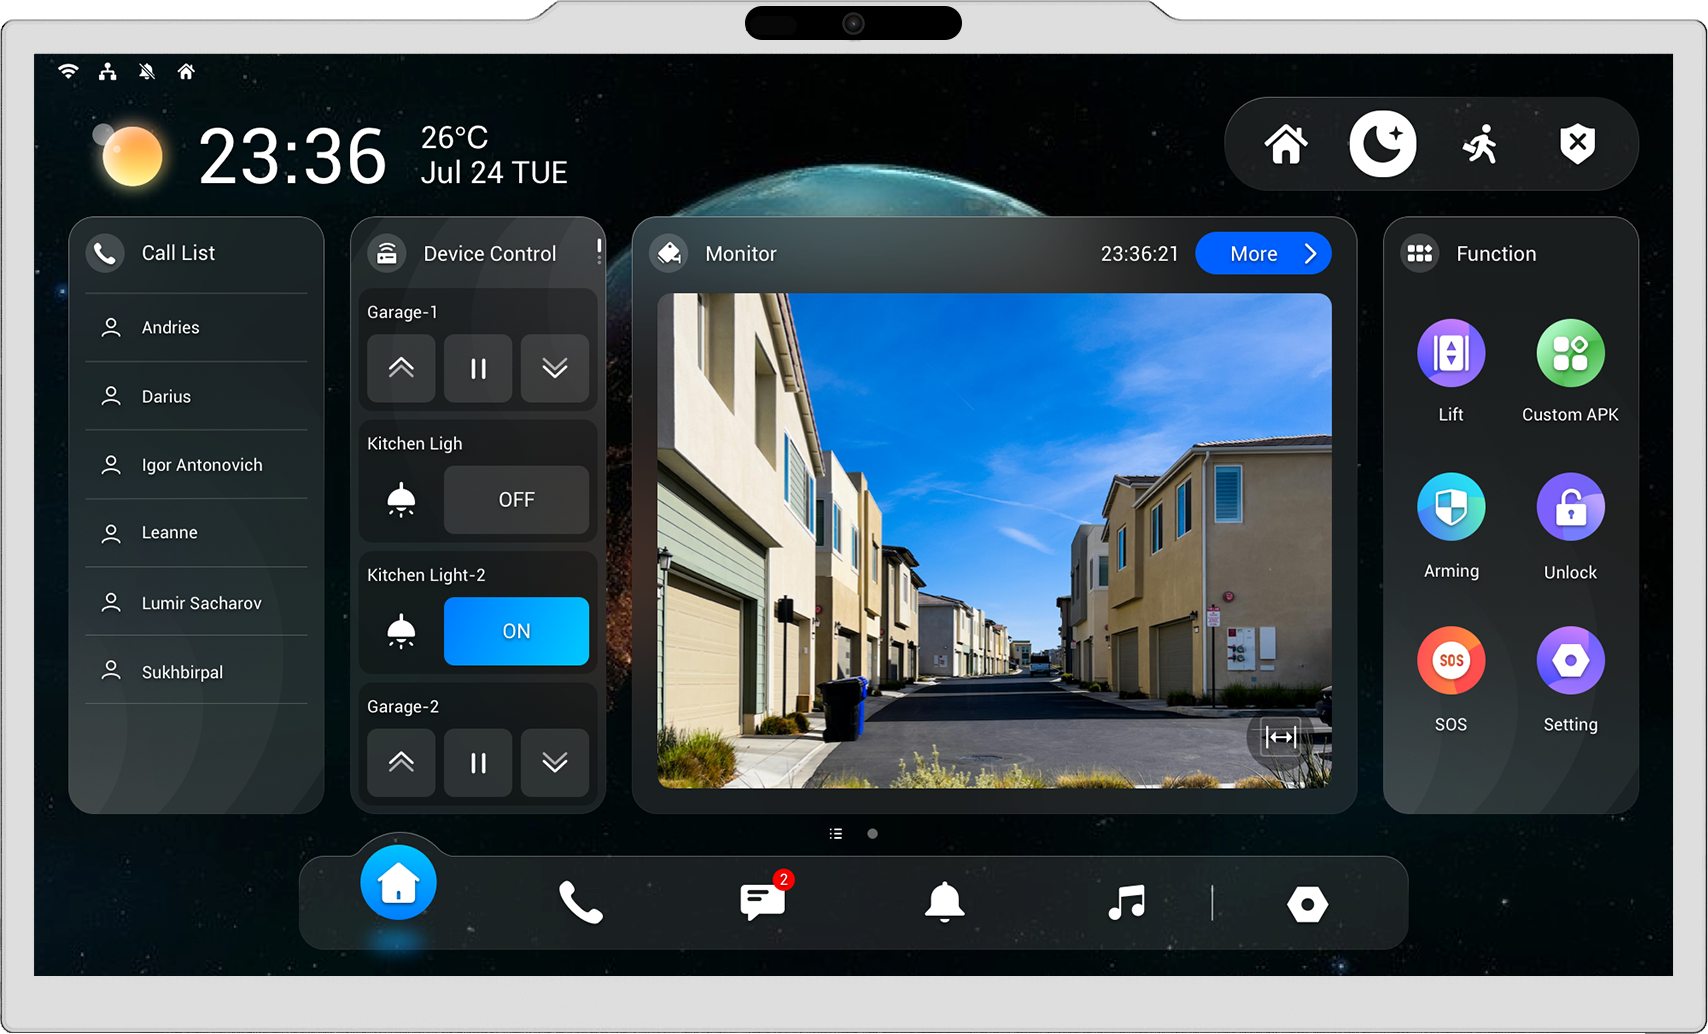 23:36
26°C
Jul 24 TUE
Call List
Andries
Darius
Igor Antonovich
Leanne
Lumir Sacharov
Sukhbirpal
Device Control
Garage-1
Kitchen Ligh
OFF
Kitchen Light-2
ON
Garage-2
Monitor
23:36:21
More
Function
Lift
Custom APK
Arming
Unlock
SOS
SOS
Setting
2